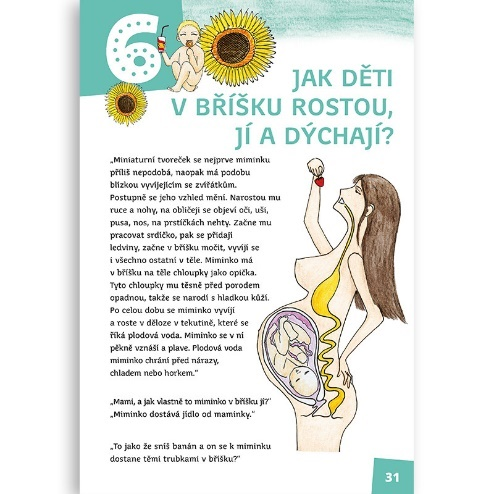 6
JAK DĚTI
V BŘÍŠKU ROSTOU,
JÍ A DÝCHAJÍ?
„Miniaturní tvoreček se nejprve miminku
příliš nepodobá, naopak má podobu
blízkou vyvíjejícím se zvířátkům.
Postupně se jeho vzhled mění. Narostou mu
ruce a nohy, na obličeji se objeví oči, uši,
pusa, nos, na prstíčkách nehty. Začne mu
pracovat srdíčko, pak se přidají
ledviny, začne v bříšku močit, vyvíjí se
i všechno ostatní v těle. Miminko má
v bříšku na těle chloupky jako opička.
Tyto chloupky mu těsně před porodem
opadnou, takže se narodí s hladkou kůží.
Po celou dobu se miminko vyvíjí
a roste v děloze v tekutině, které se
říká plodová voda. Miminko se v ní
pěkně vznáší a plave. Plodová voda
miminko chrání před nárazy,
chladem nebo horkem.“
„Mami, a jak vlastně to miminko v bříšku jí?“
„Miminko dostává jídlo od maminky.“
„To jako že sníš banán a on se k miminku
dostane těmi trubkami v bříšku?“
31